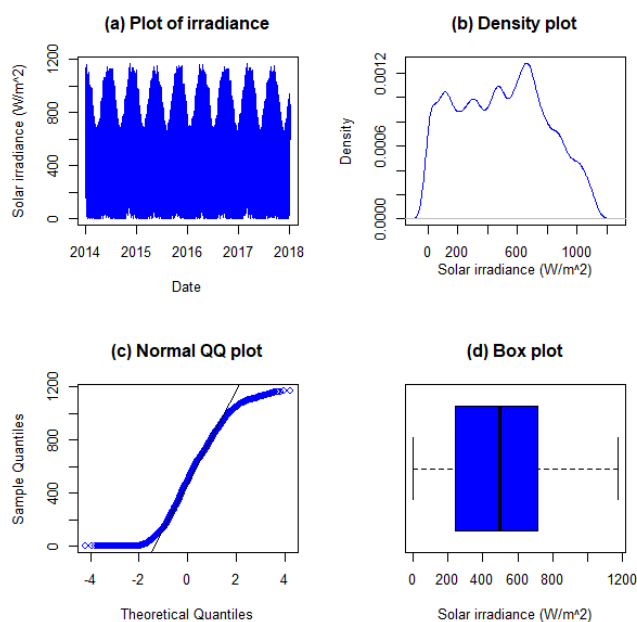 (a) Plot of irradiance
Solar irradiance (W/m^2)
0 400 800 1200
2014 2015 2016 2017 2018
Date
(b) Density plot
Density
0.0000 0.0006 0.0012
0 200 400 600 1000
Solar irradiance (W/m^2)
(c) Normal QQ plot
Sample Quantiles
0 400 800 1200
-4 -2 0 2 4
Theoretical Quantiles
(d) Box plot
0 200 400 600 800 1200
Solar irradiance (W/m^2)